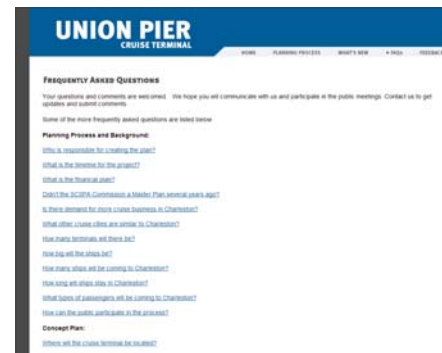 UNION PIER
CRUISE TERMINAL
HOME PLANNING PROCESS WHAT'S NEW FAQs FEEDBACK
FREQUENTLY ASKED QUESTIONS
Your questions and comments are welcomed. We hope you will communicate with us and participate in the public meetings. Contact us to get
updates and submit comments
Some of the more frequently asked questions are listed below
Planning Process and Background:
Who is responsible for creating the plan?
What is the timeline for the project?
What is the financial plan?
Didn't the SCSPA Commission a Master Plan several years ago?
Is there demand for more cruise business in Charleston?
What other cruise cities are similar to Charleston?
How many terminals will there be?
How big will the ships be?
How many ships will be coming to Charleston?
How long will ships stay in Charleston?
What types of passengers will be coming to Charleston?
How can the public participate in the process?
Concept Plan:
Where will the cruise terminal be located?